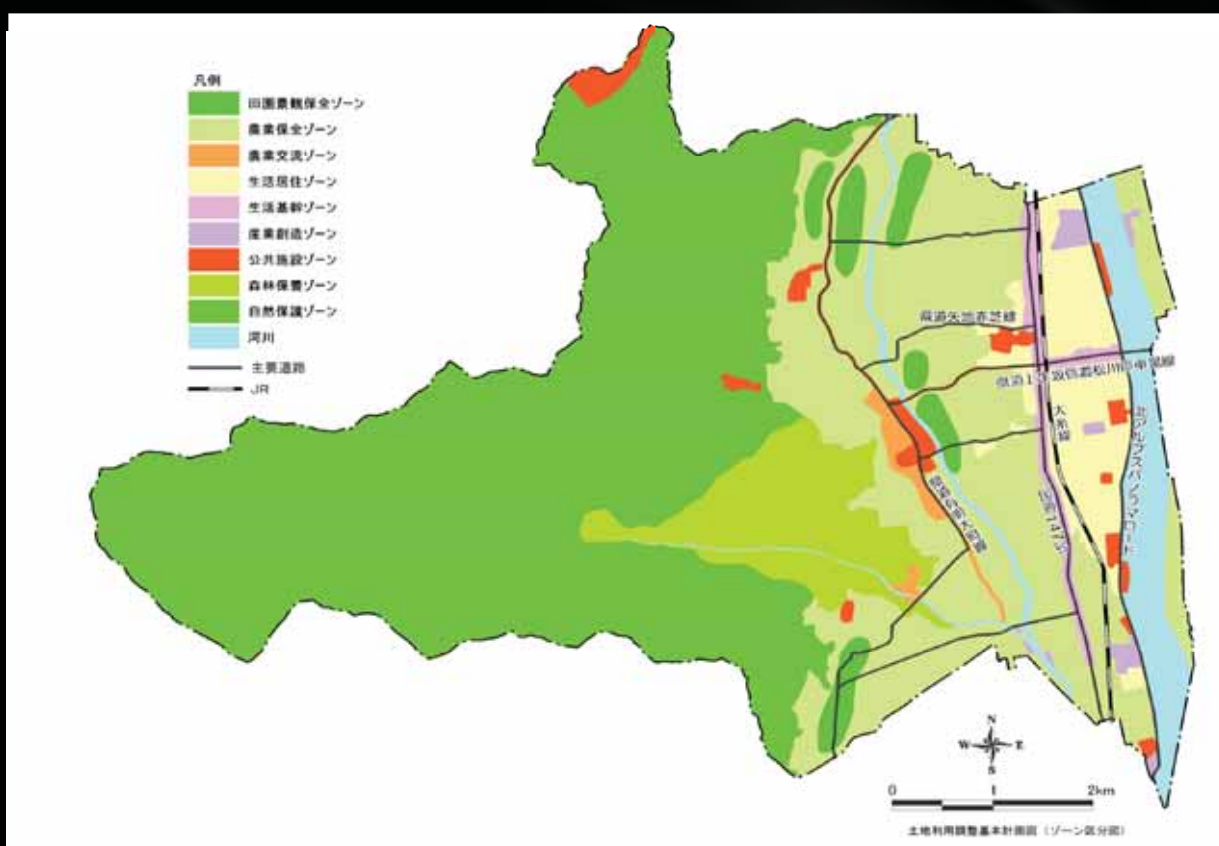 凡例
田園景観保全ゾーン
農業保全ゾーン
農業交流ゾーン
生活居住ゾーン
生活基幹ゾーン
産業創造ゾーン
公共施設ゾーン
森林保養ゾーン
自然保護ゾーン
河川
主要道路
JR
県道矢地赤芝線
大糸線
北アルプスパノラマロード
国道147号
N
W E
S
0 1 2km
土地利用調整基本計画図(ゾーン区分図)